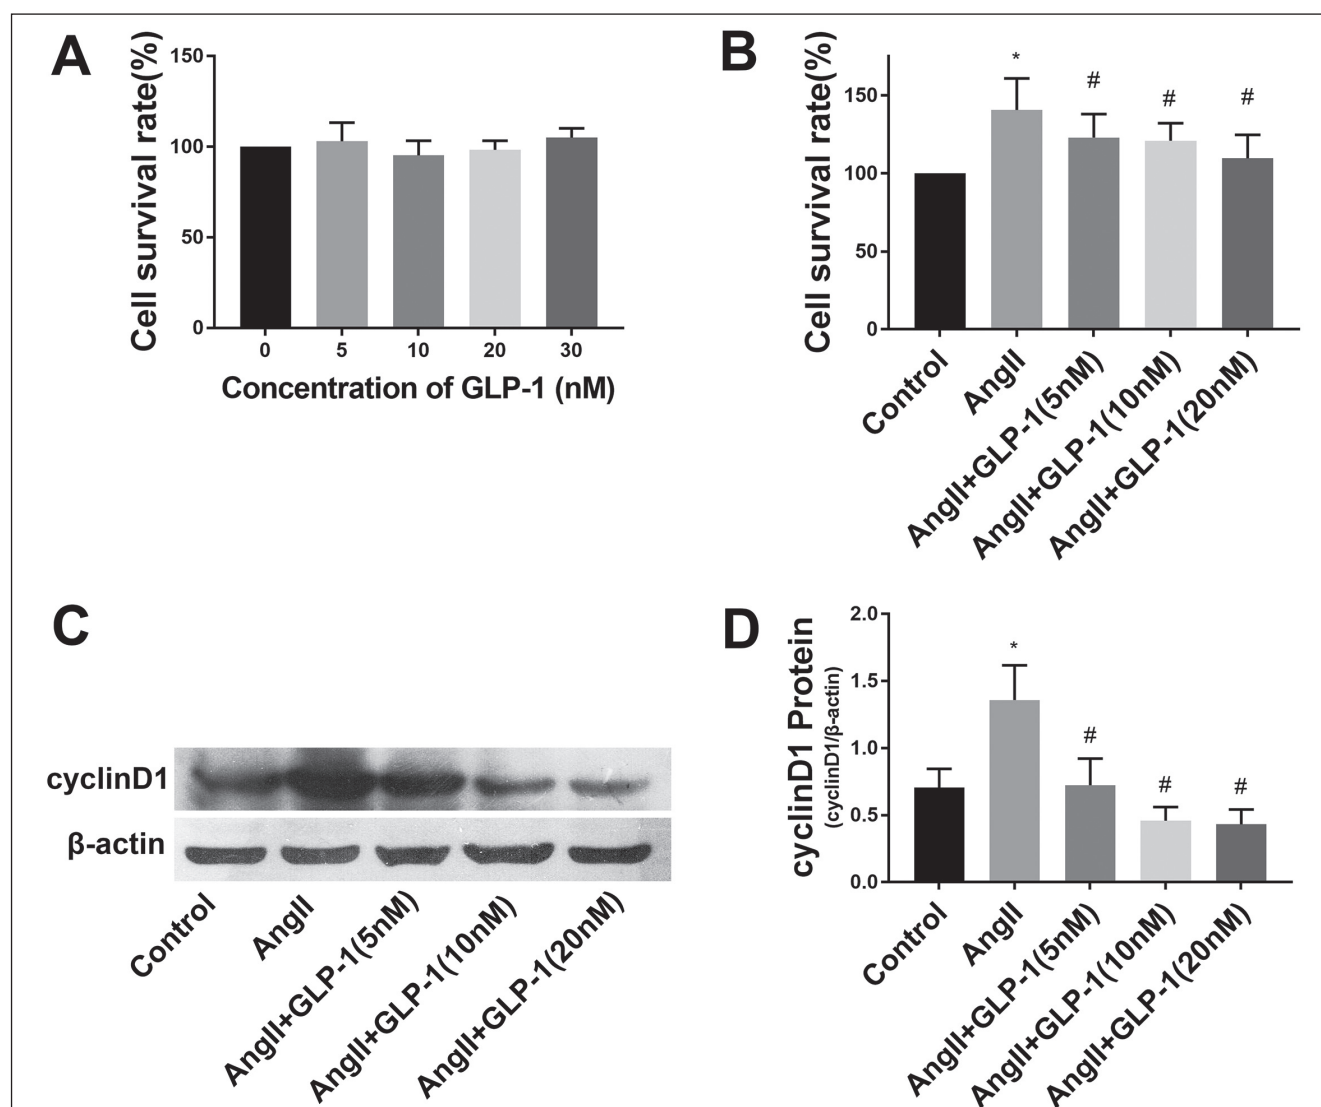 A
Cell survival rate(%)
150
100
50
0
0 5 10 20 30
Concentration of GLP-1 (nM)
B
Cell survival rate(%)
150
100
50
0
*
#
#
#
Control
AngII
AngII+GLP-1(5nM)
AngII+GLP-1(10nM)
AngII+GLP-1(20nM)
C
cyclinD1
β-actin
Control
AngII
AngII+GLP-1(5nM)
AngII+GLP-1(10nM)
AngII+GLP-1(20nM)
D
cyclinD1 Protein
(cyclinD1/β-actin)
2.0
1.5
1.0
0.5
0.0
*
#
#
#
Control
AngII
AngII+GLP-1(5nM)
AngII+GLP-1(10nM)
AngII+GLP-1(20nM)